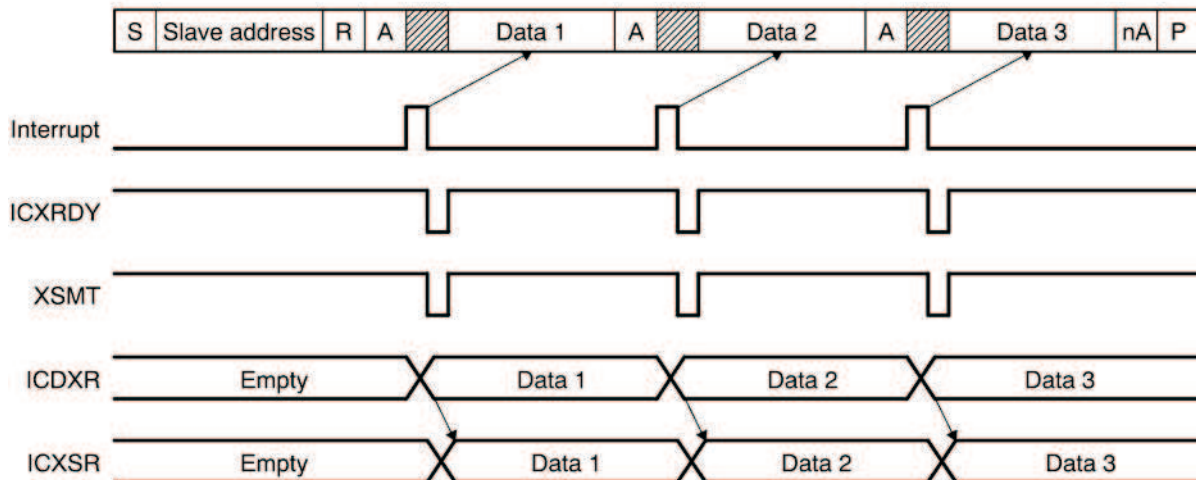 S Slave address R A Data 1 A Data 2 A Data 3 nA P
Interrupt
ICXRDY
XSMT
ICDXR Empty Data 1 Data 2 Data 3
ICXSR Empty Data 1 Data 2 Data 3